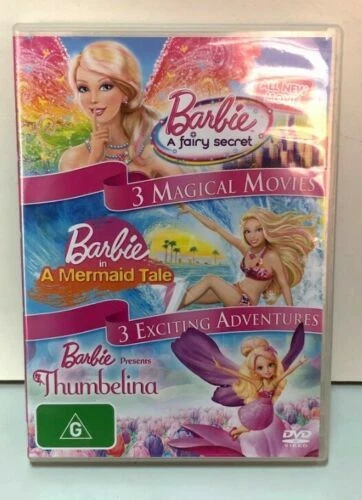 Barbie
A fairy secret
ALL NEW
3 MAGICAL MOVIES
Barbie
in
A Mermaid Tale
3 EXCITING ADVENTURES
Barbie Presents
Thumbelina
G
DVD
VIDEO